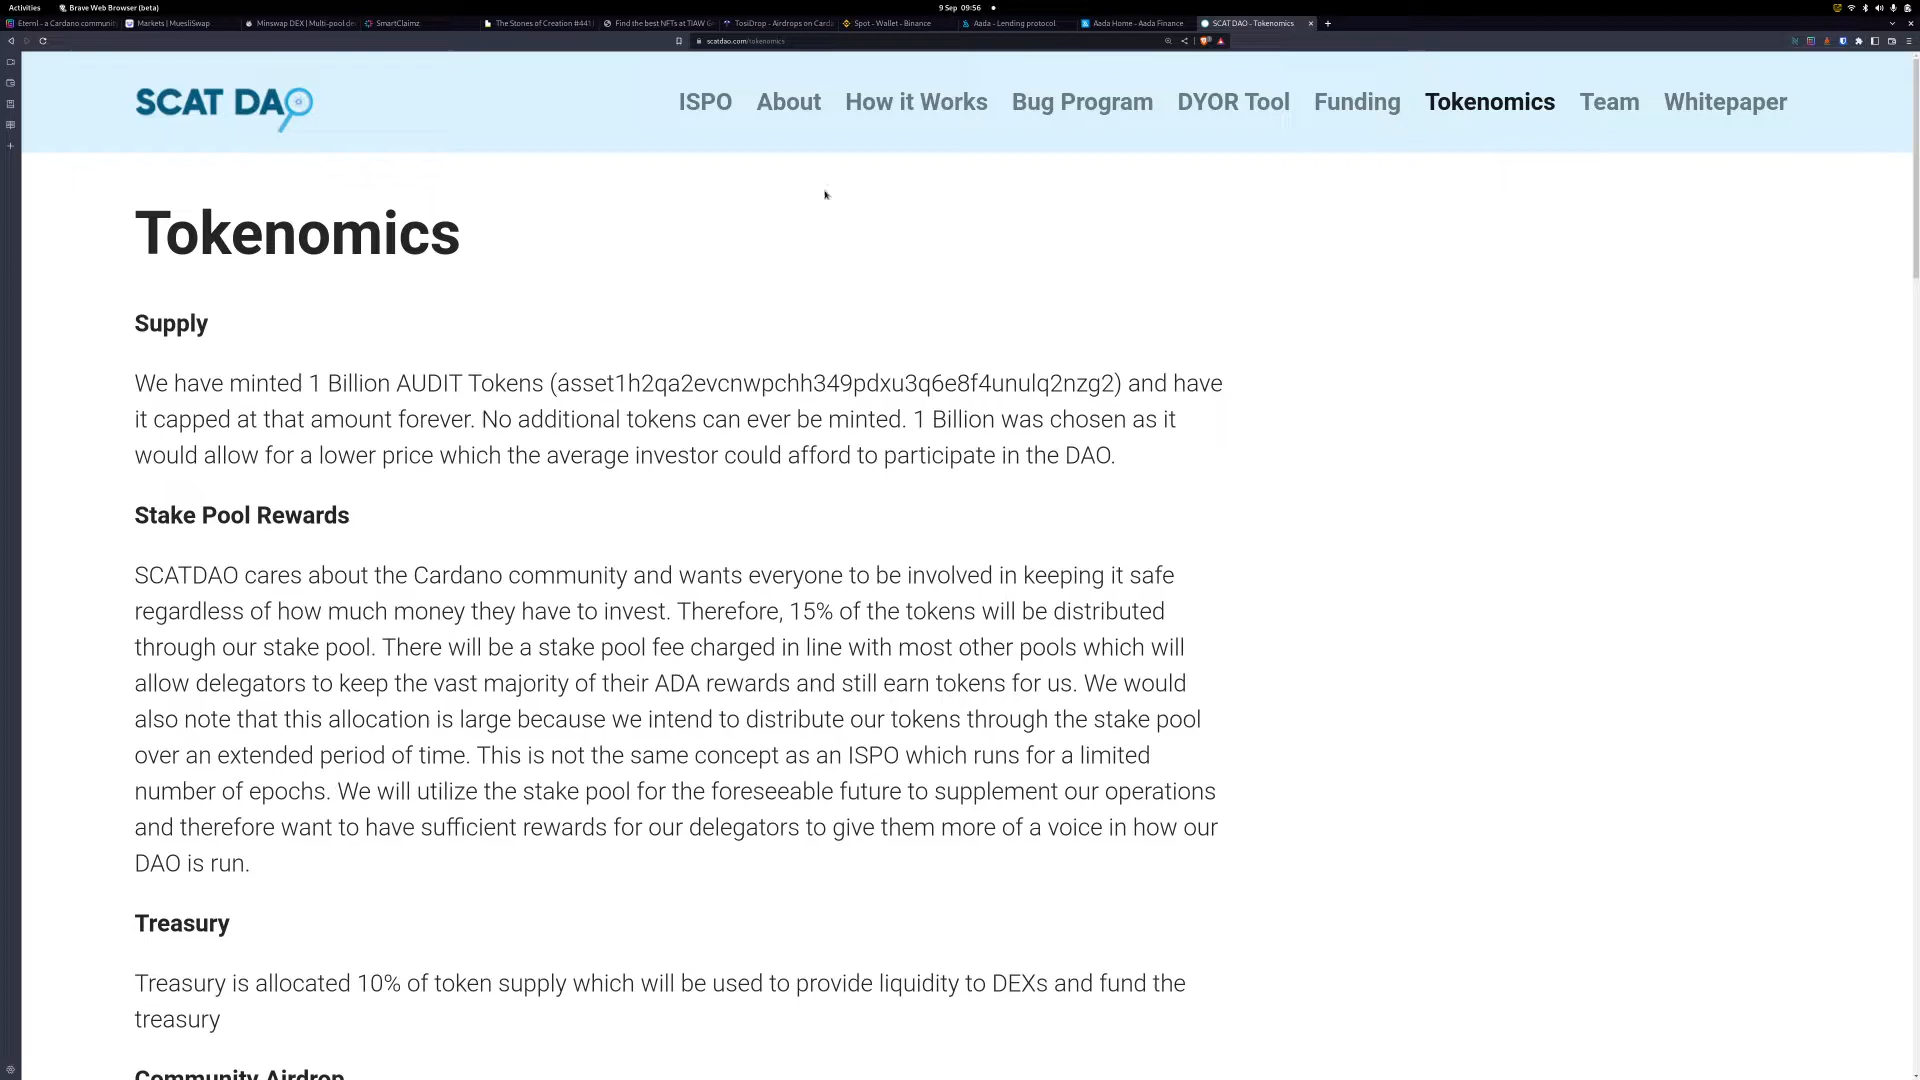 Activities
Brave Web Browser (beta)
9 Sep 09:56
Eternl - a Cardano communit
Markets | MuesliSwap
Minswap DEX | Multi-pool de
SmartClaimz
The Stones of Creation #441
Find the best NFTs at TIAW
TosiDrop - Airdrops on Carda
Spot - Wallet - Binance
Aada - Lending protocol
Aada Home - Aada Finance
SCAT DAO - Tokenomics
scatdao.com/tokenomics
SCAT DAO
ISPO
About
How it Works
Bug Program
DYOR Tool
Funding
Tokenomics
Team
Whitepaper
Tokenomics
Supply
We have minted 1 Billion AUDIT Tokens (asset1h2qa2evcnwpchh349pdxu3q6e8f4unulq2nzg2) and have
it capped at that amount forever. No additional tokens can ever be minted. 1 Billion was chosen as it
would allow for a lower price which the average investor could afford to participate in the DAO.
Stake Pool Rewards
SCATDAO cares about the Cardano community and wants everyone to be involved in keeping it safe
regardless of how much money they have to invest. Therefore, 15% of the tokens will be distributed
through our stake pool. There will be a stake pool fee charged in line with most other pools which will
allow delegators to keep the vast majority of their ADA rewards and still earn tokens for us. We would
also note that this allocation is large because we intend to distribute our tokens through the stake pool
over an extended period of time. This is not the same concept as an ISPO which runs for a limited
number of epochs. We will utilize the stake pool for the foreseeable future to supplement our operations
and therefore want to have sufficient rewards for our delegators to give them more of a voice in how our
DAO is run.
Treasury
Treasury is allocated 10% of token supply which will be used to provide liquidity to DEXs and fund the
treasury
Community Airdrop